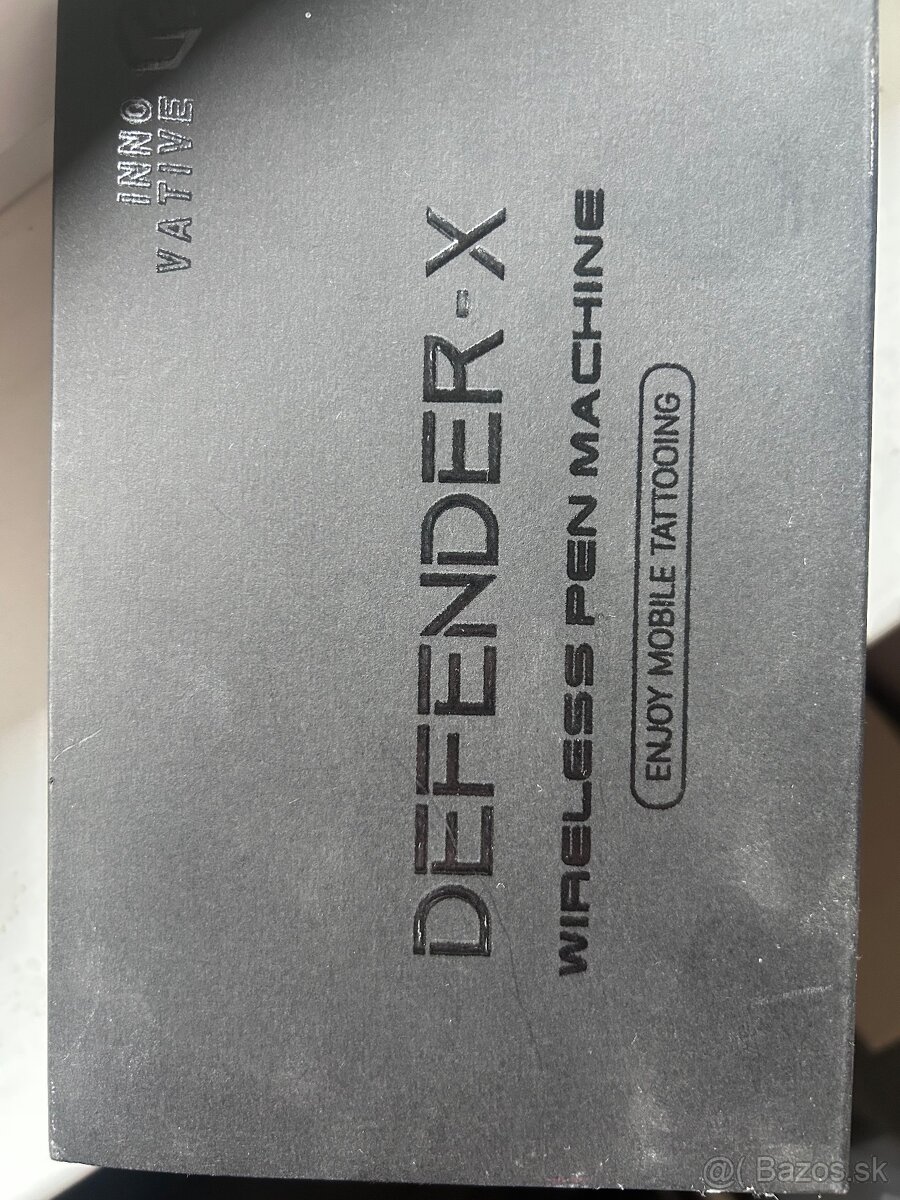 INNO
VATIVE
DEFENDER-X
WIRELESS PEN MACHINE
ENJOY MOBILE TATTOOING
@( Bazos.sk